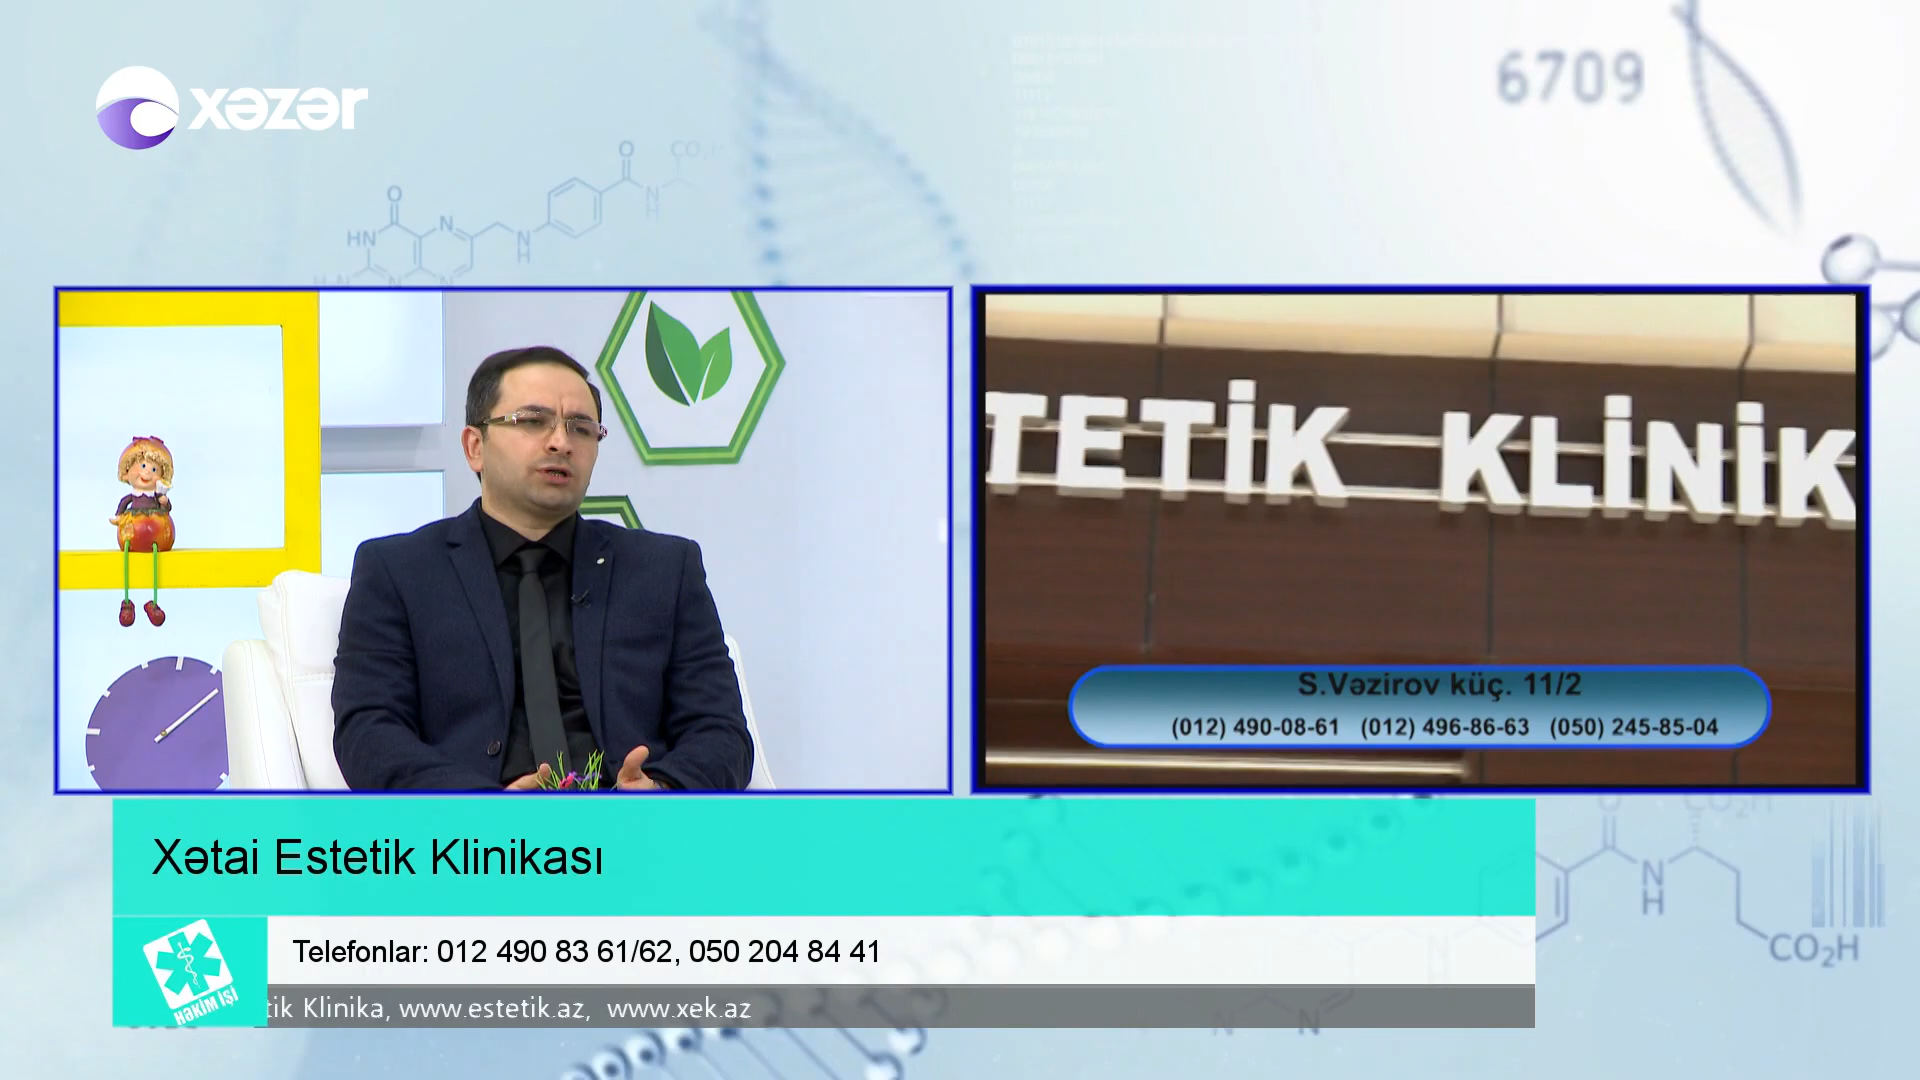 xəzər
6709
O
CO₂H
O
N
HN
N
H
N
H
TETİK KLİNİK
S.Vəzirov küç. 11/2
(012) 490-08-61 (012) 496-86-63 (050) 245-85-04
Xətai Estetik Klinikası
O
N
H
CO₂H
Telefonlar: 012 490 83 61/62, 050 204 84 41
HƏKİM İŞİ
tik Klinika, www.estetik.az, www.xek.az
N